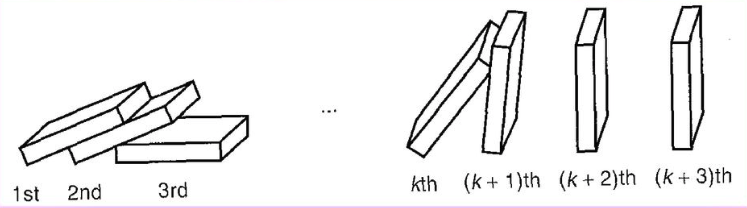 ...
1st 2nd 3rd kth (k + 1)th (k + 2)th (k + 3)th